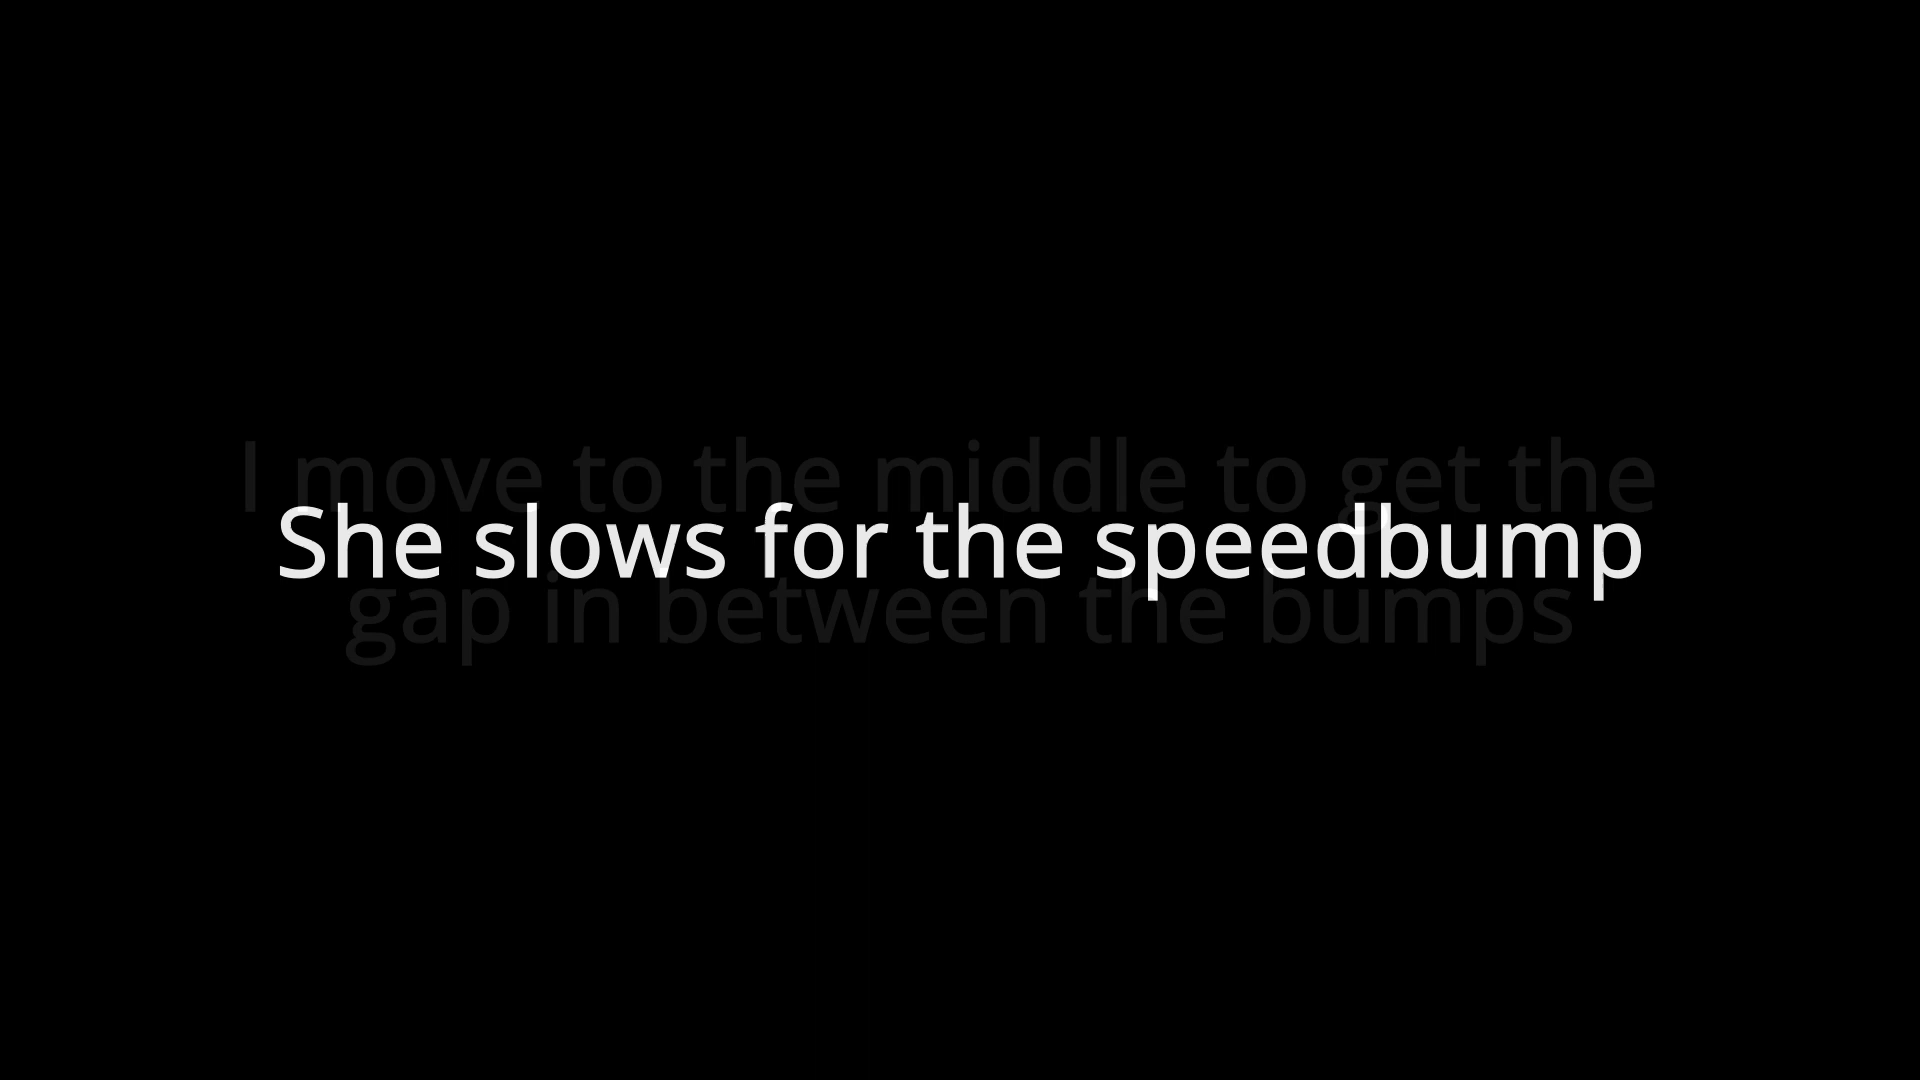 I move to the middle to get the
She slows for the speedbump
gap in between the bumps